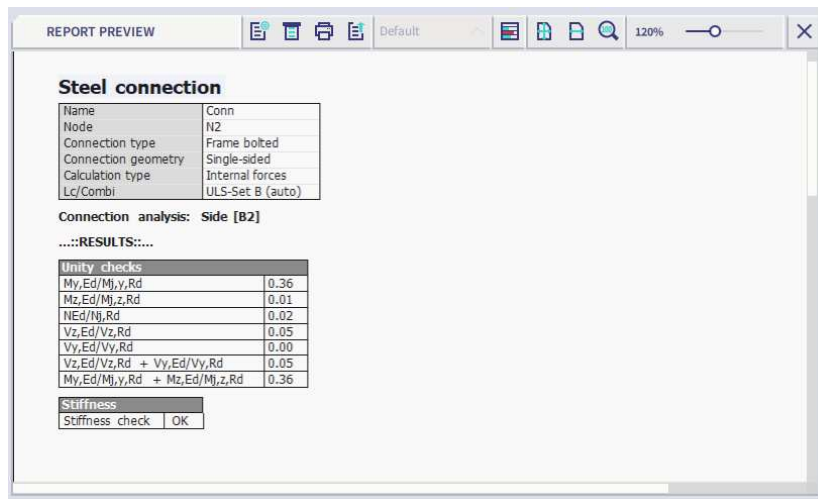 REPORT PREVIEW Default 120%
Steel connection
Name Conn
Node N2
Connection type Frame bolted
Connection geometry Single-sided
Calculation type Internal forces
Lc/Combi ULS-Set B (auto)
Connection analysis: Side [B2]
...::RESULTS::...
Unity checks
My,Ed/Mj,y,Rd 0.36
Mz,Ed/Mj,z,Rd 0.01
NEd/Nj,Rd 0.02
Vz,Ed/Vz,Rd 0.05
Vy,Ed/Vy,Rd 0.00
Vz,Ed/Vz,Rd + Vy,Ed/Vy,Rd 0.05
My,Ed/Mj,y,Rd + Mz,Ed/Mj,z,Rd 0.36
Stiffness
Stiffness check OK